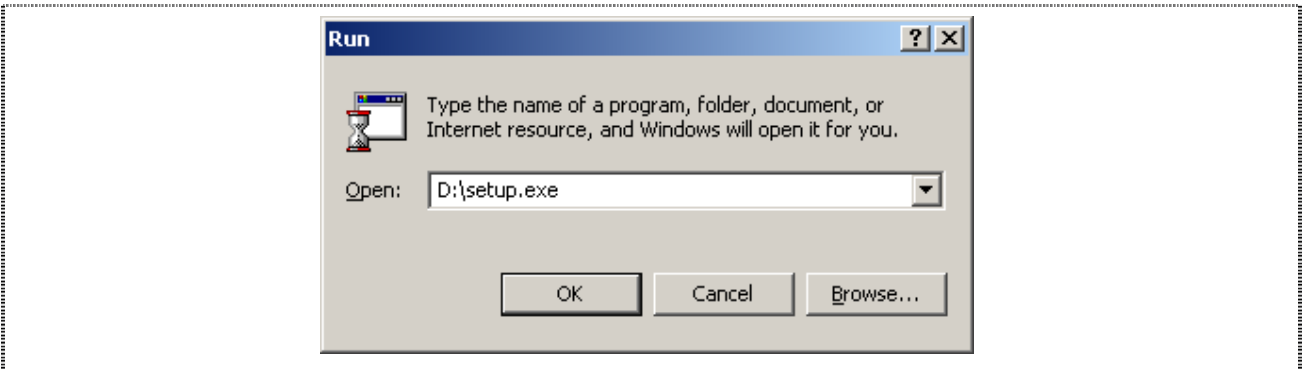 Run
Type the name of a program, folder, document, or
Internet resource, and Windows will open it for you.
Open: D:\setup.exe
OK Cancel Browse...